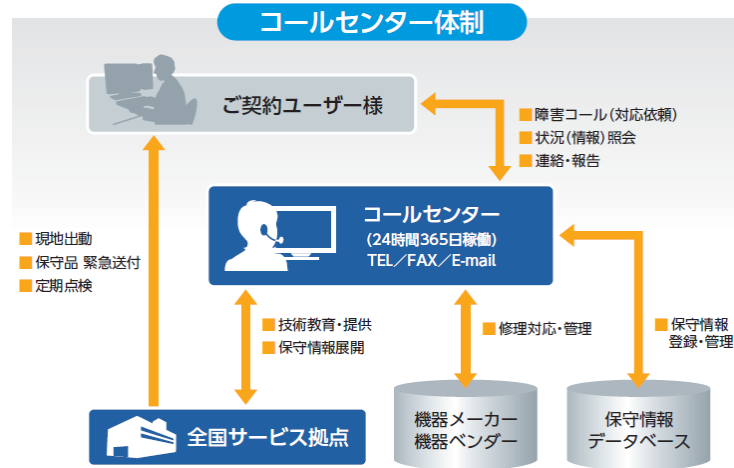 コールセンター体制
ご契約ユーザー様
■障害コール（対応依頼）
■状況（情報）照会
■連絡・報告
コールセンター
（24時間365日稼働）
TEL／FAX／E-mail
■現地出動
■保守品 緊急送付
■定期点検
■技術教育・提供
■保守情報展開
■修理対応・管理
■保守情報
登録・管理
全国サービス拠点
機器メーカー
機器ベンダー
保守情報
データベース